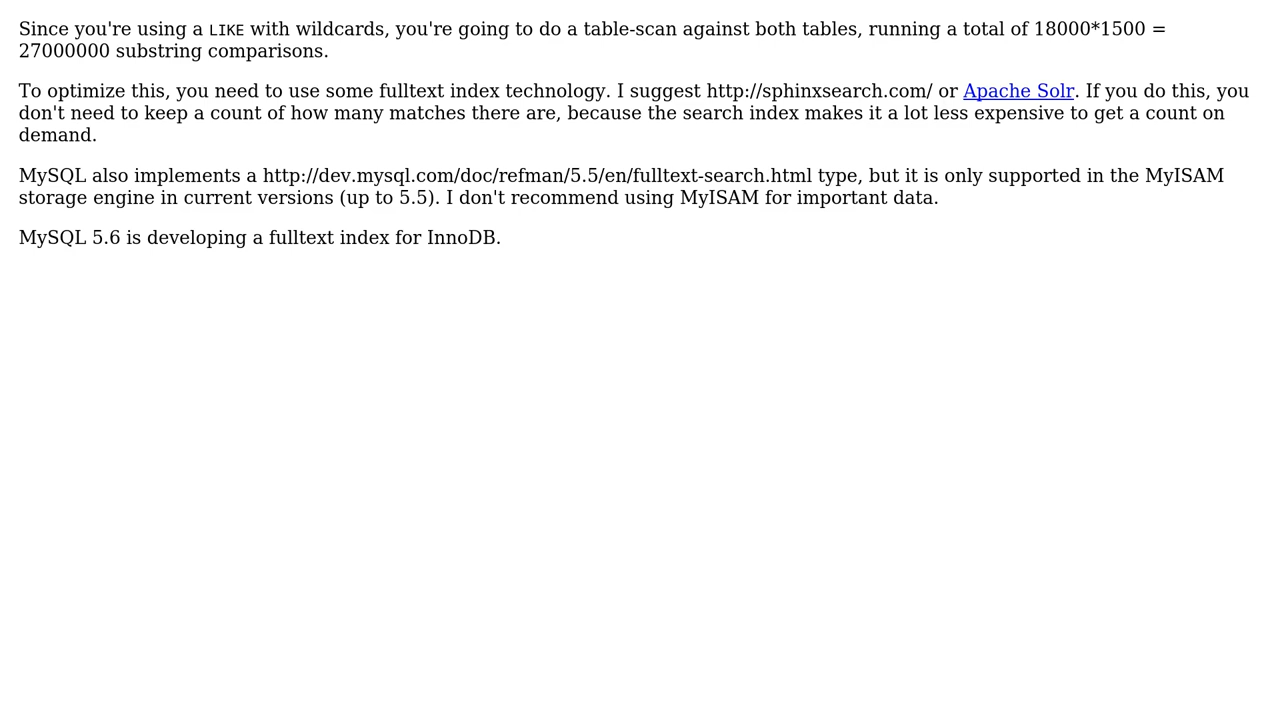 Since you're using a LIKE with wildcards, you're going to do a table-scan against both tables, running a total of 18000*1500 =
27000000 substring comparisons.
To optimize this, you need to use some fulltext index technology. I suggest http://sphinxsearch.com/ or Apache Solr. If you do this, you
don't need to keep a count of how many matches there are, because the search index makes it a lot less expensive to get a count on
demand.
MySQL also implements a http://dev.mysql.com/doc/refman/5.5/en/fulltext-search.html type, but it is only supported in the MyISAM
storage engine in current versions (up to 5.5). I don't recommend using MyISAM for important data.
MySQL 5.6 is developing a fulltext index for InnoDB.